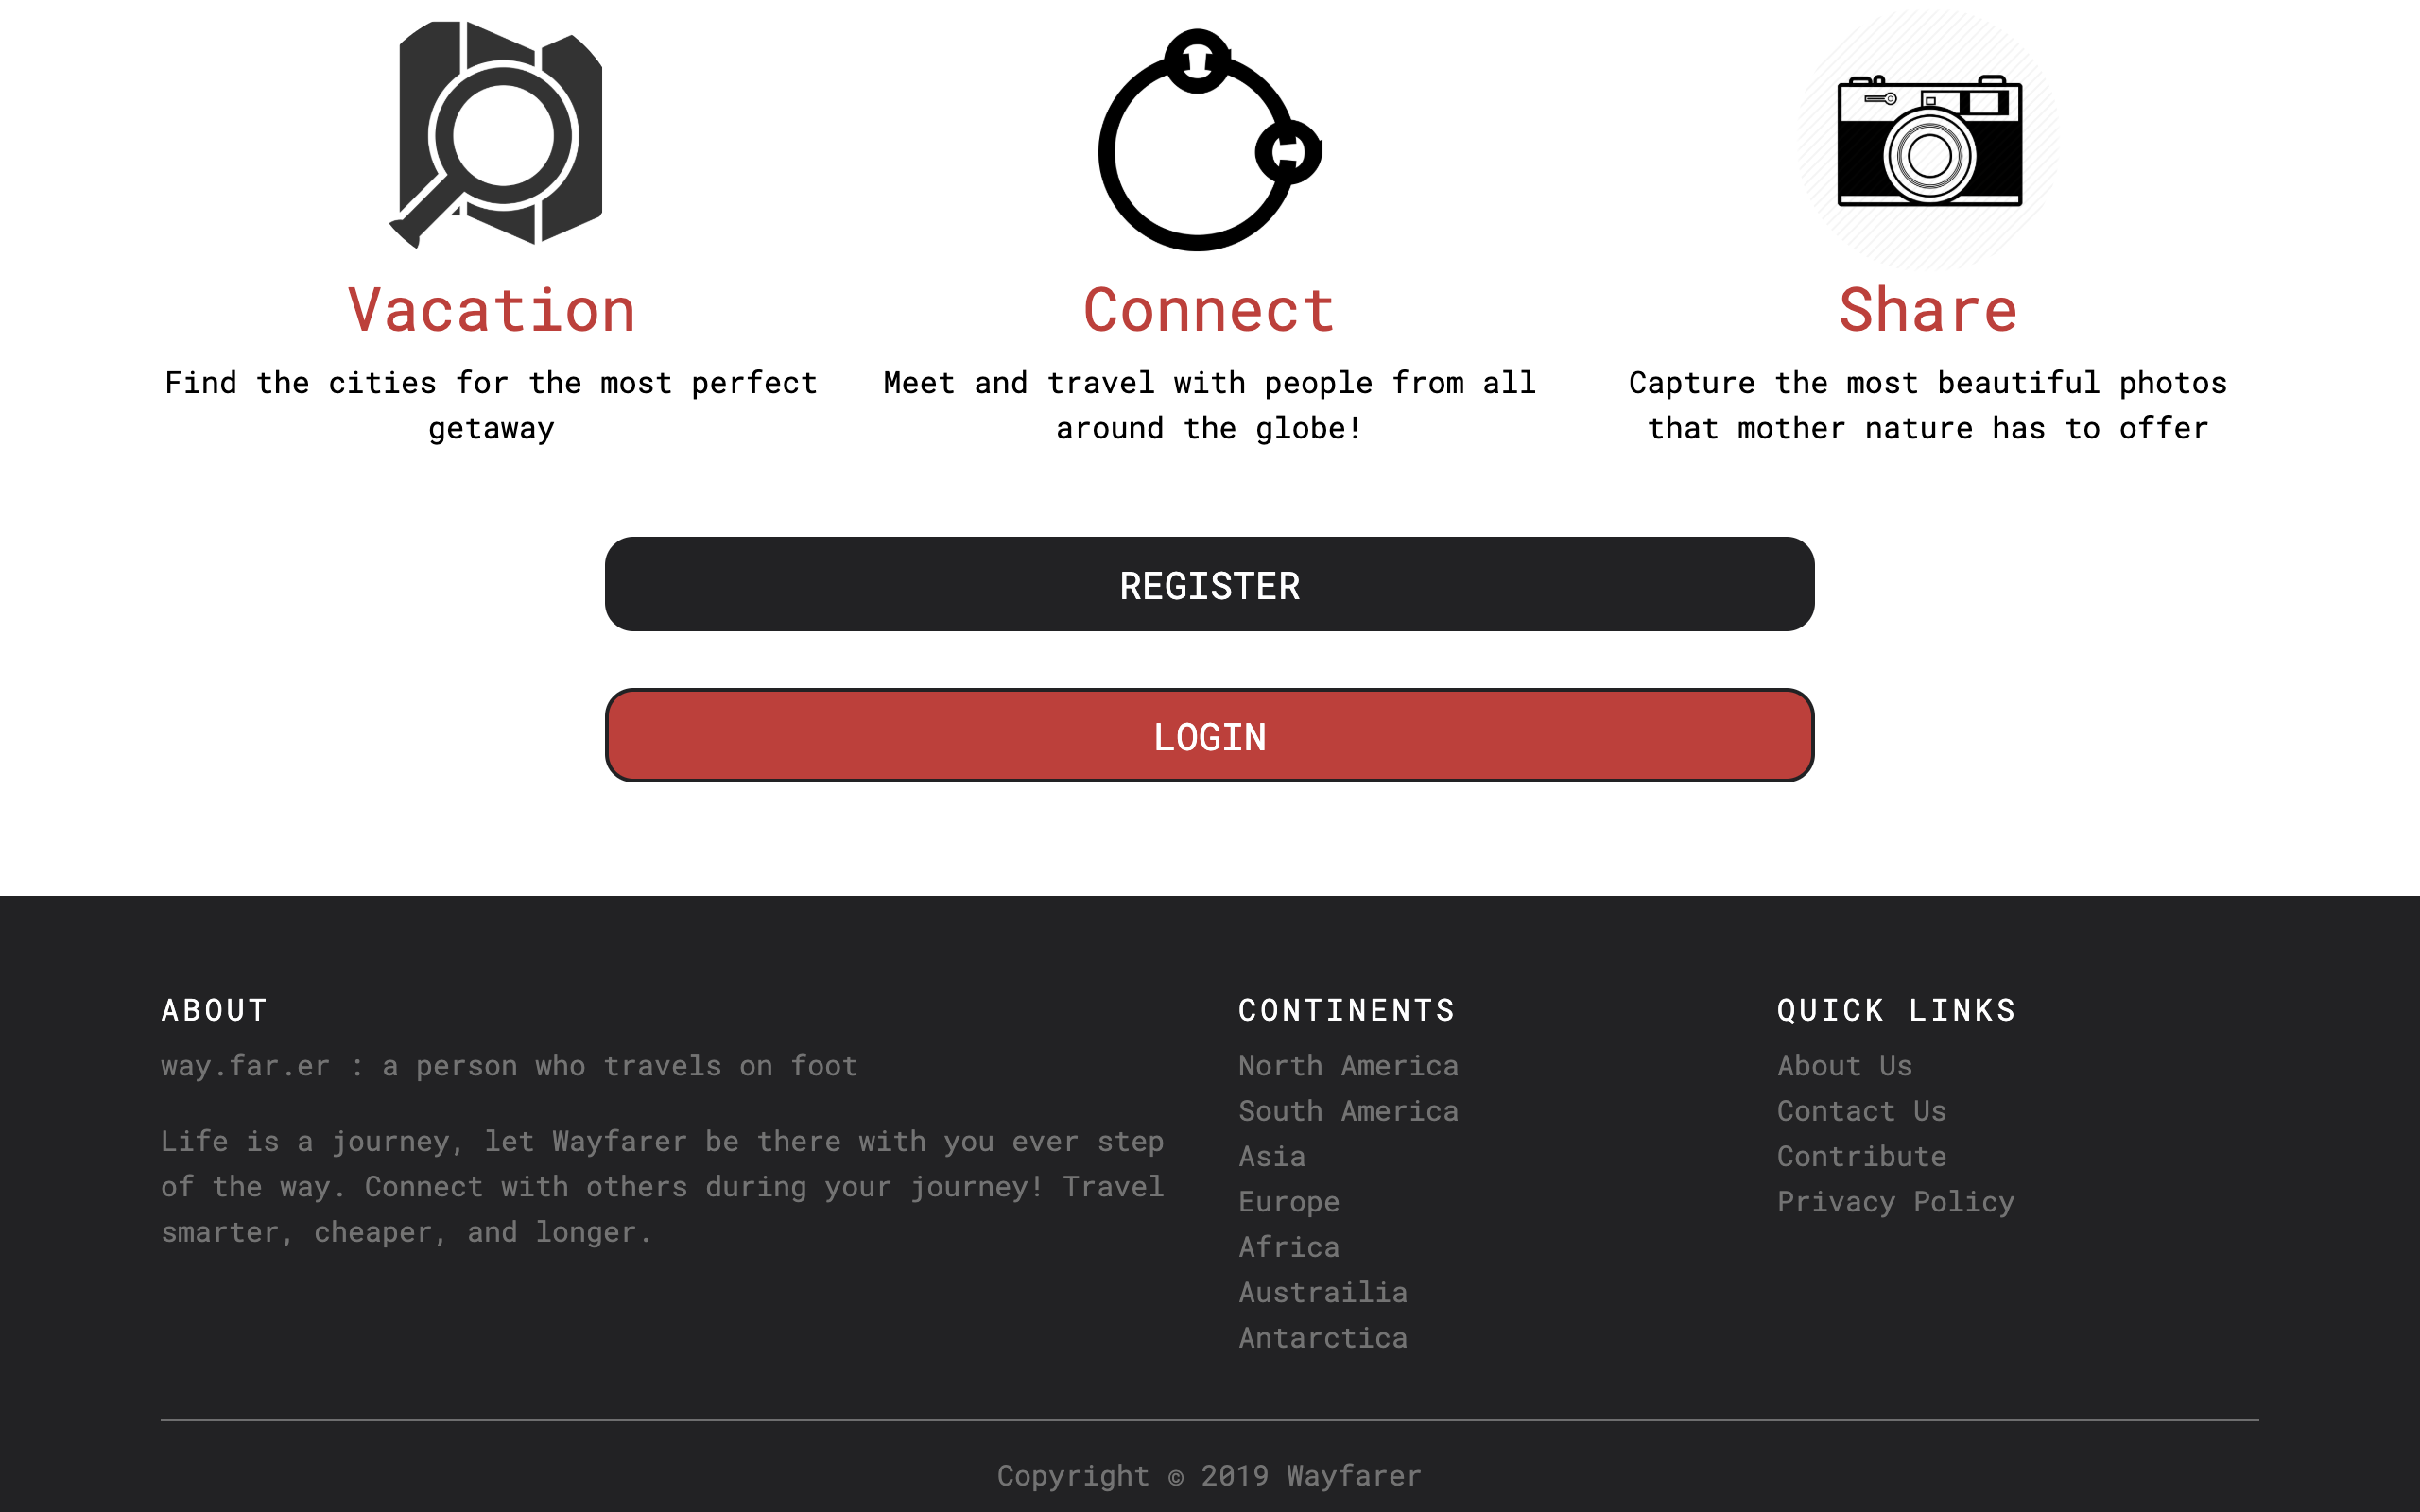 Vacation
Find the cities for the most perfect
getaway
Connect
Meet and travel with people from all
around the globe!
Share
Capture the most beautiful photos
that mother nature has to offer
REGISTER
LOGIN
ABOUT
way.far.er : a person who travels on foot
Life is a journey, let Wayfarer be there with you ever step
of the way. Connect with others during your journey! Travel
smarter, cheaper, and longer.
CONTINENTS
North America
South America
Asia
Europe
Africa
Austrailia
Antarctica
QUICK LINKS
About Us
Contact Us
Contribute
Privacy Policy
Copyright © 2019 Wayfarer